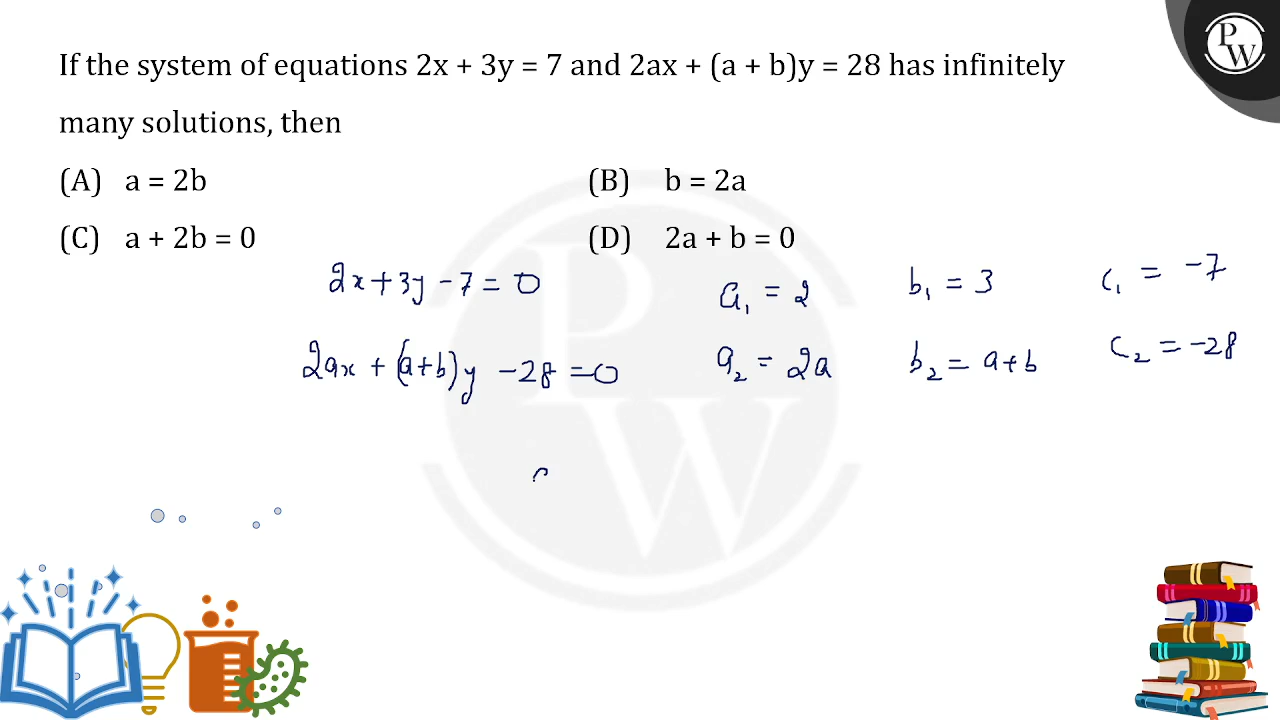 If the system of equations 2x + 3y = 7 and 2ax + (a + b)y = 28 has infinitely
many solutions, then
(A) a = 2b (B) b = 2a
(C) a + 2b = 0 (D) 2a + b = 0
2x + 3y - 7 = 0 a₁ = 2 b₁ = 3 c₁ = -7
2ax + (a+b)y - 28 = 0 a₂ = 2a b₂ = a+b c₂ = -28
PW
PW